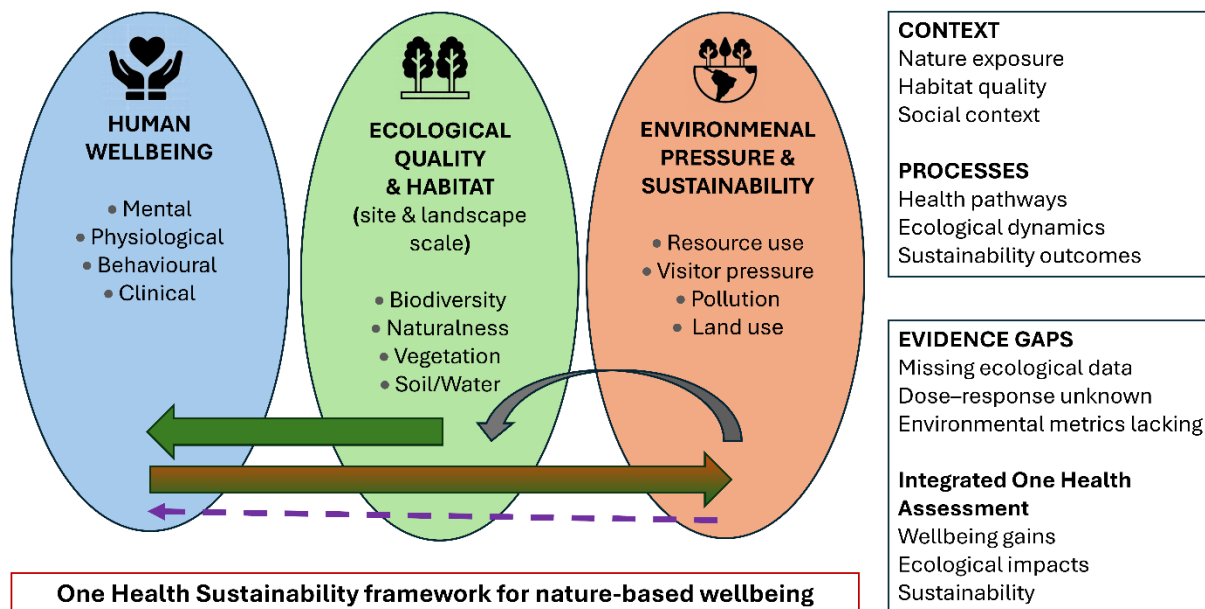 HUMAN
WELLBEING
• Mental
• Physiological
• Behavioural
• Clinical
ECOLOGICAL
QUALITY
& HABITAT
(site & landscape
scale)
• Biodiversity
• Naturalness
• Vegetation
• Soil/Water
ENVIRONMENAL
PRESSURE &
SUSTAINABILITY
• Resource use
• Visitor pressure
• Pollution
• Land use
CONTEXT
Nature exposure
Habitat quality
Social context
PROCESSES
Health pathways
Ecological dynamics
Sustainability outcomes
EVIDENCE GAPS
Missing ecological data
Dose–response unknown
Environmental metrics lacking
Integrated One Health
Assessment
Wellbeing gains
Ecological impacts
Sustainability
One Health Sustainability framework for nature-based wellbeing